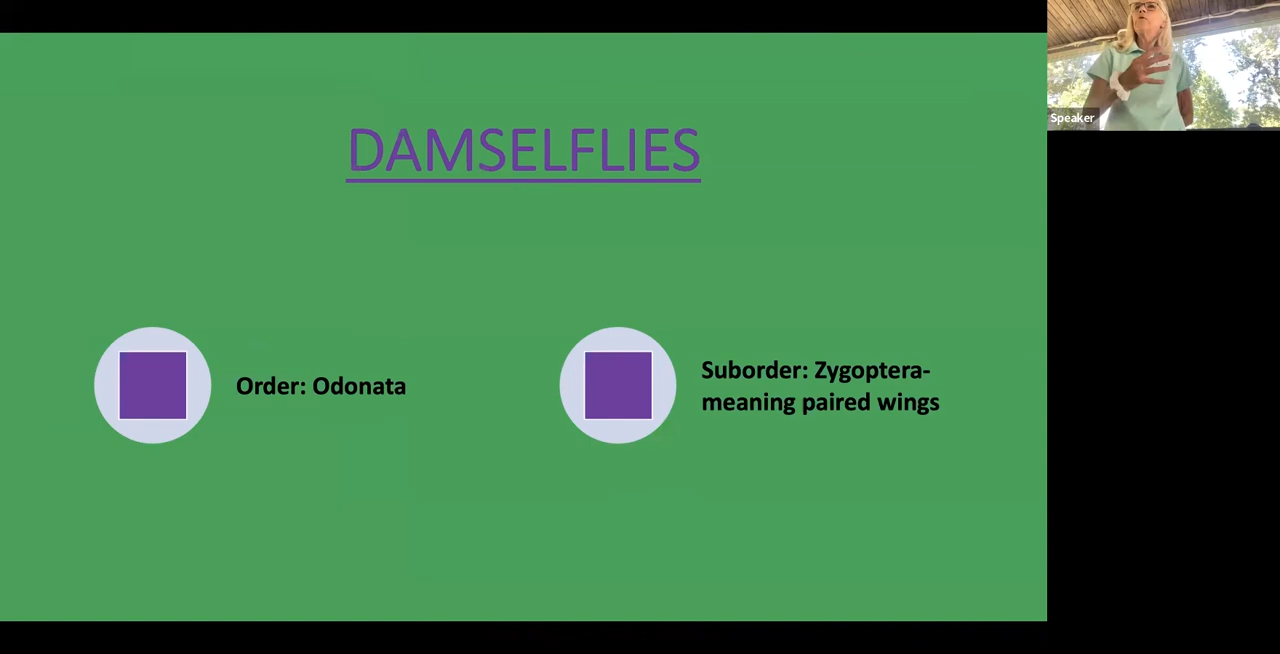 DAMSELFLIES
Order: Odonata
Suborder: Zygoptera-
meaning paired wings
Speaker